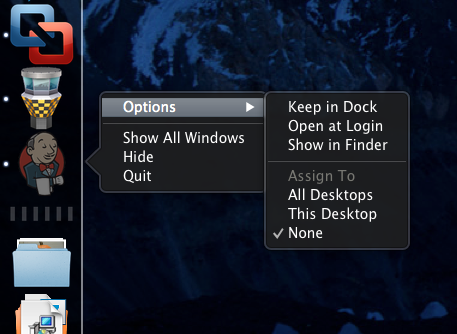 Options
Show All Windows
Hide
Quit
Keep in Dock
Open at Login
Show in Finder
Assign To
All Desktops
This Desktop
None